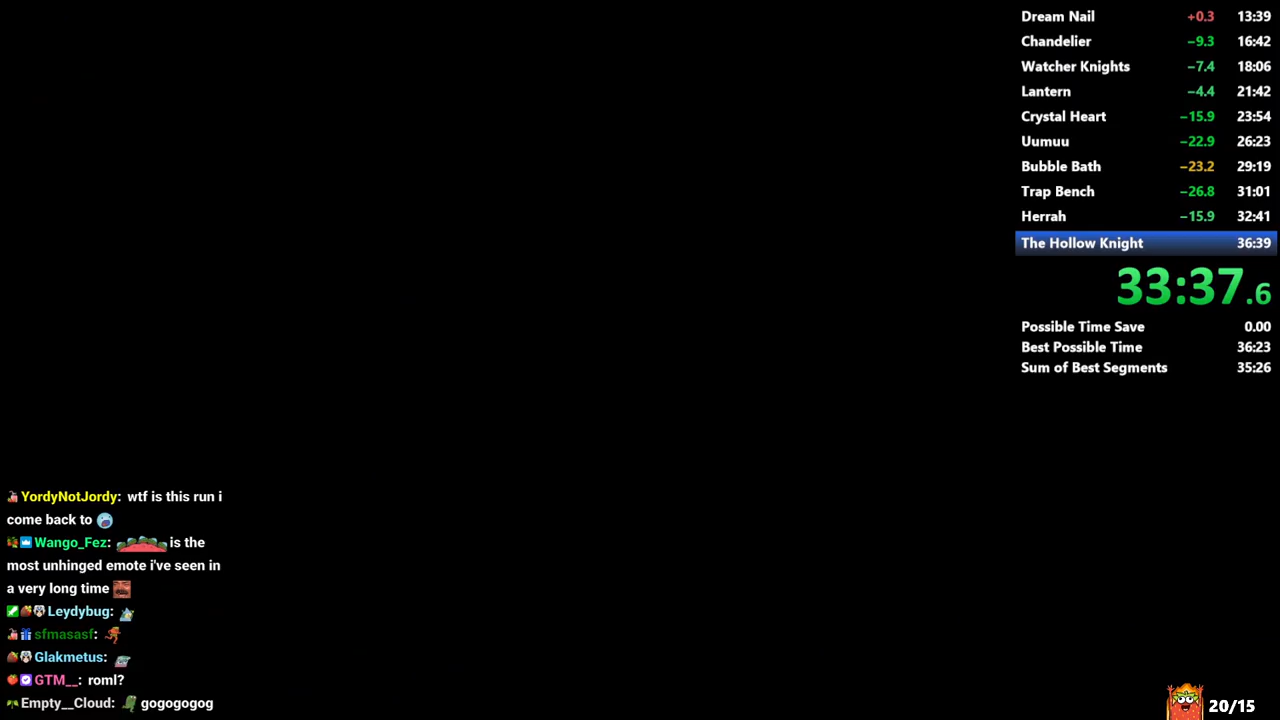 Dream Nail +0.3 13:39
Chandelier −9.3 16:42
Watcher Knights −7.4 18:06
Lantern −4.4 21:42
Crystal Heart −15.9 23:54
Uumuu −22.9 26:23
Bubble Bath −23.2 29:19
Trap Bench −26.8 31:01
Herrah −15.9 32:41
The Hollow Knight 36:39
33:37.6
Possible Time Save 0.00
Best Possible Time 36:23
Sum of Best Segments 35:26
YordyNotJordy: wtf is this run i
come back to
Wango_Fez: is the
most unhinged emote i've seen in
a very long time
Leydybug:
sfmasasf:
Glakmetus:
GTM__: roml?
Empty__Cloud: gogogogog
20/15